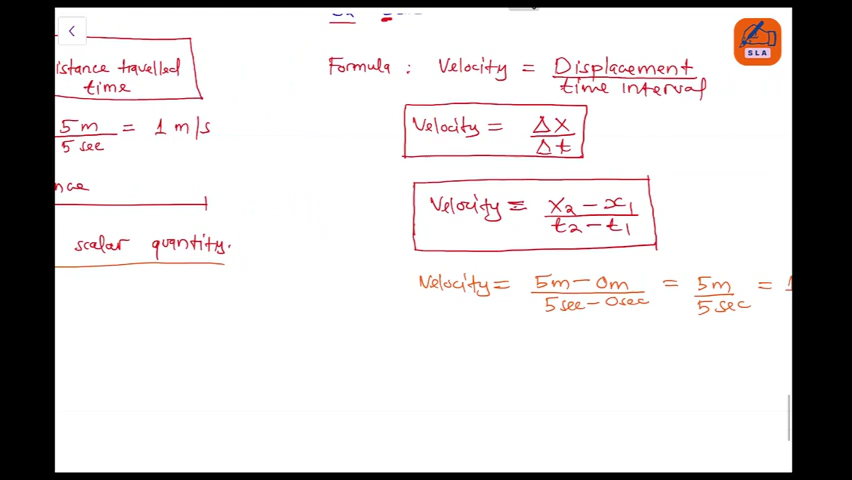 SLA
istance travelled
time
5m = 1 m/s
5 sec
nce
scalar quantity.
Formula : Velocity = Displacement
time interval
Velocity = Δx
Δt
Velocity = x2 - x1
t2 - t1
Velocity = 5m - 0m = 5m = 1
5sec - 0sec 5sec